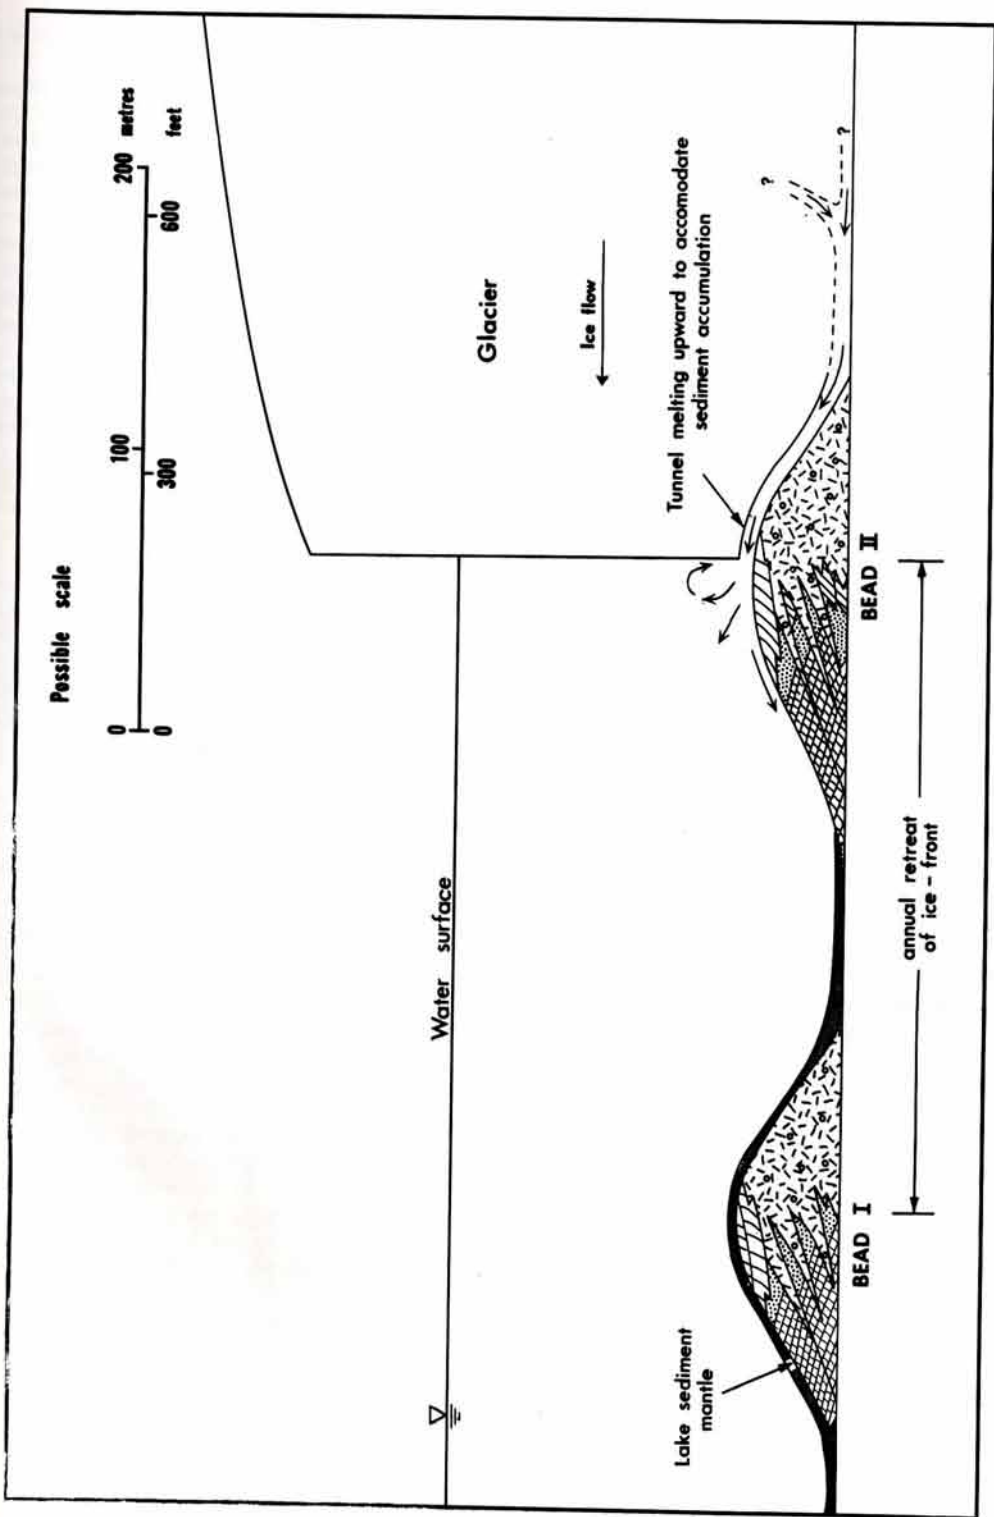 Possible scale
0 100 200 metres
0 300 600 feet
Glacier
Ice flow
Water surface
Tunnel melting upward to accomodate
sediment accumulation
?
?
Lake sediment
mantle
BEAD I
BEAD II
annual retreat
of ice – front